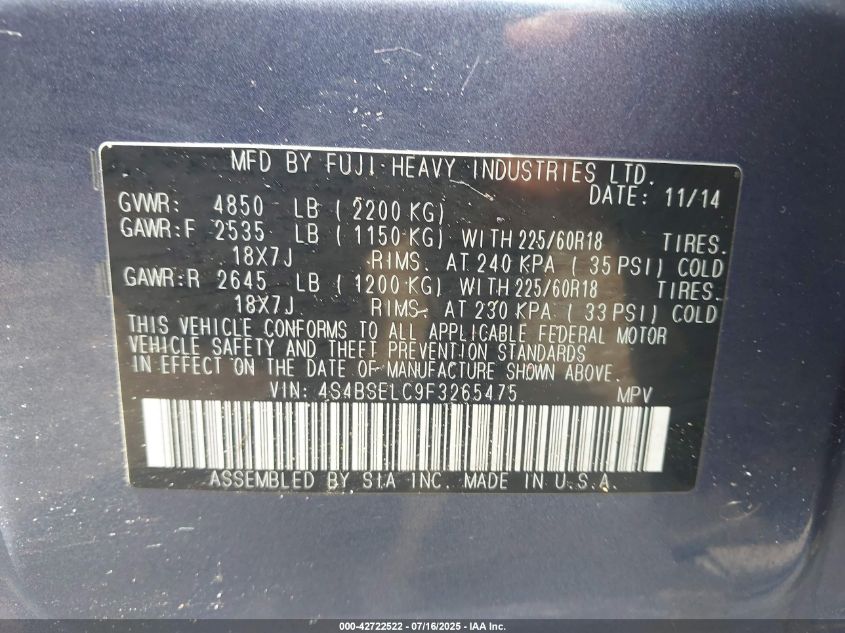 MFD BY FUJI HEAVY INDUSTRIES LTD.
DATE: 11/14
GVWR: 4850 LB (2200 KG)
GAWR:F 2535 LB (1150 KG) WITH 225/60R18 TIRES.
18X7J RIMS. AT 240 KPA (35 PSI) COLD
GAWR:R 2645 LB (1200 KG) WITH 225/60R18 TIRES.
18X7J RIMS. AT 230 KPA (33 PSI) COLD
THIS VEHICLE CONFORMS TO ALL APPLICABLE FEDERAL MOTOR
VEHICLE SAFETY AND THEFT PREVENTION STANDARDS
IN EFFECT ON THE DATE OF MANUFACTURE SHOWN ABOVE.
VIN: 4S4BSELC9F3265475 MPV
ASSEMBLED BY SIA INC. MADE IN U.S.A.
000-42722522 - 07/16/2025 - IAA Inc.